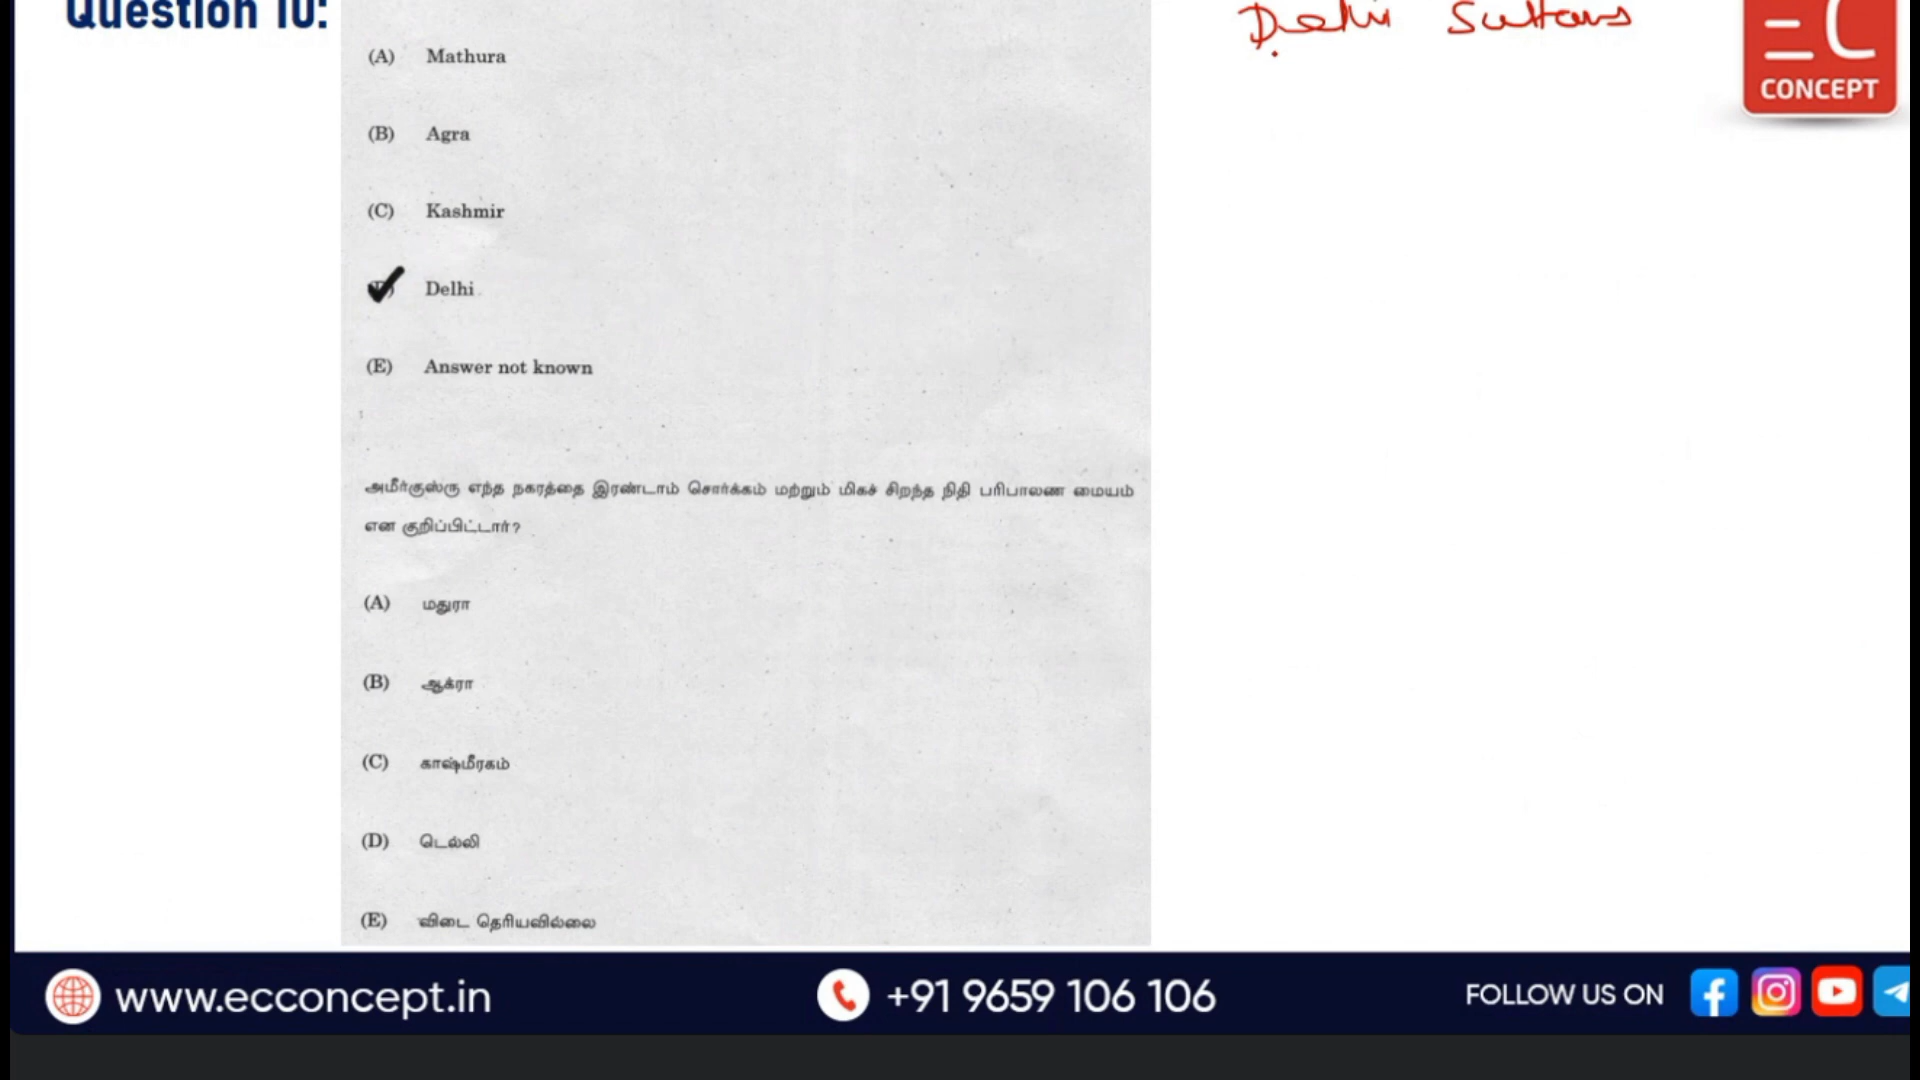 Question 10:
Delhi Sultans
EC
CONCEPT
(A) Mathura
(B) Agra
(C) Kashmir
Delhi
(E) Answer not known
அமீர்குஸ்ரு எந்த நகரத்தை இரண்டாம் சொர்க்கம் மற்றும் மிகச் சிறந்த நிதி பரிபாலண மையம்
என குறிப்பிட்டார்?
(A) மதுரா
(B) ஆக்ரா
(C) காஷ்மீரகம்
(D) டெல்லி
(E) விடை தெரியவில்லை
www.ecconcept.in +91 9659 106 106 FOLLOW US ON